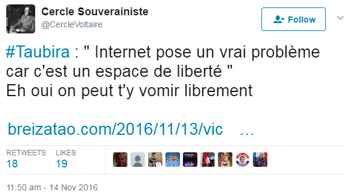 Cercle Souverainiste
@CercleVoltaire
Follow
#Taubira : " Internet pose un vrai problème
car c'est un espace de liberté "
Eh oui on peut t'y vomir librement
breizatao.com/2016/11/13/vic …
RETWEETS LIKES
18 19
11:50 am - 14 Nov 2016